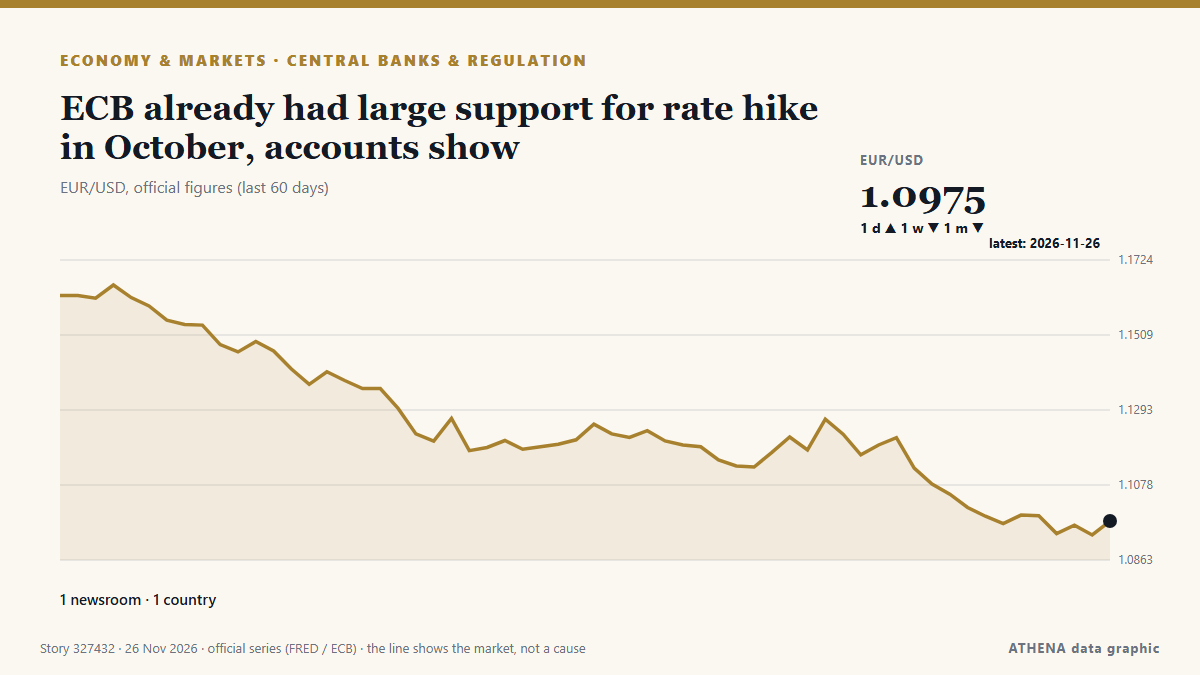 ECONOMY & MARKETS · CENTRAL BANKS & REGULATION
ECB already had large support for rate hike
in October, accounts show
EUR/USD, official figures (last 60 days)
EUR/USD
1.0975
1 d ▲ 1 w ▼ 1 m ▼
latest: 2026-11-26
1.1724
1.1509
1.1293
1.1078
1.0863
1 newsroom · 1 country
Story 327432 · 26 Nov 2026 · official series (FRED / ECB) · the line shows the market, not a cause
ATHENA data graphic